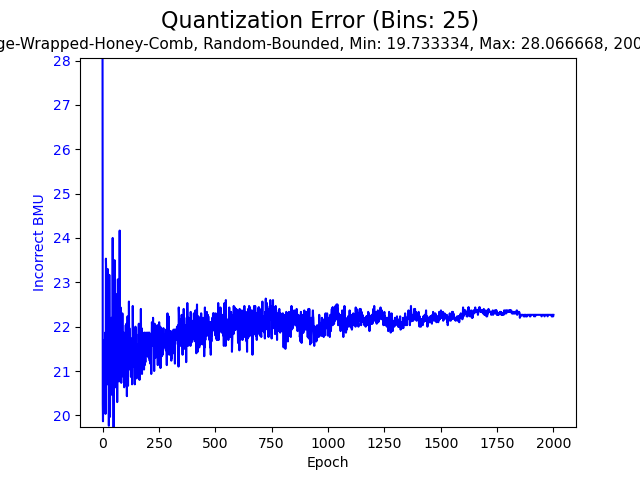 Quantization Error (Bins: 25)
ge-Wrapped-Honey-Comb, Random-Bounded, Min: 19.733334, Max: 28.066668, 200
28
27
26
25
24
23
22
21
20
Incorrect BMU
0 250 500 750 1000 1250 1500 1750 2000
Epoch